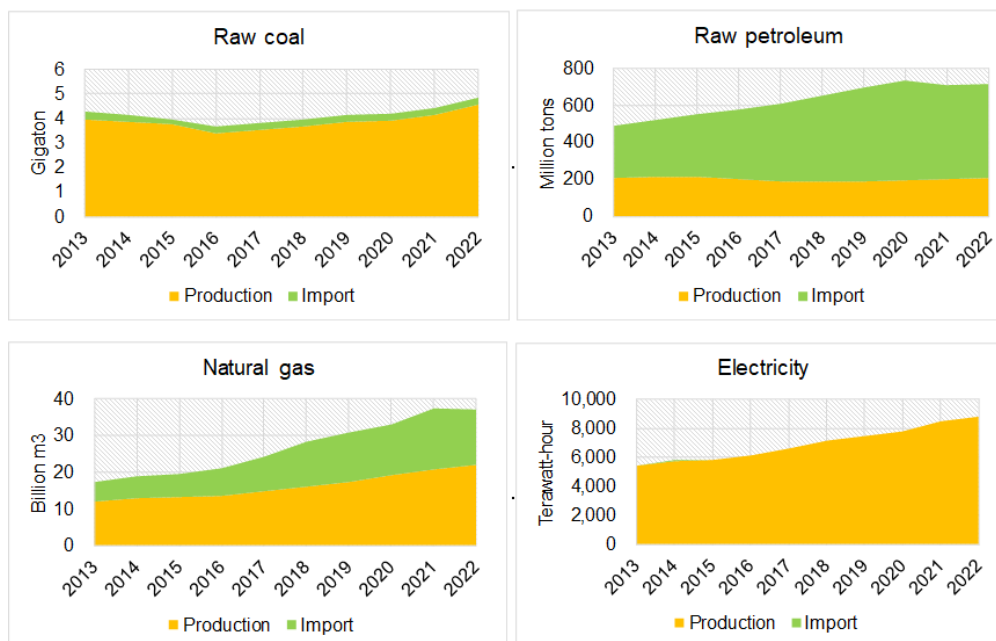 Raw coal
Gigaton
6
5
4
3
2
1
0
2013 2014 2015 2016 2017 2018 2019 2020 2021 2022
Production Import
Raw petroleum
Million tons
800
600
400
200
0
2013 2014 2015 2016 2017 2018 2019 2020 2021 2022
Production Import
Natural gas
Billion m3
40
30
20
10
0
2013 2014 2015 2016 2017 2018 2019 2020 2021 2022
Production Import
Electricity
Terawatt-hour
10,000
8,000
6,000
4,000
2,000
0
2013 2014 2015 2016 2017 2018 2019 2020 2021 2022
Production Import